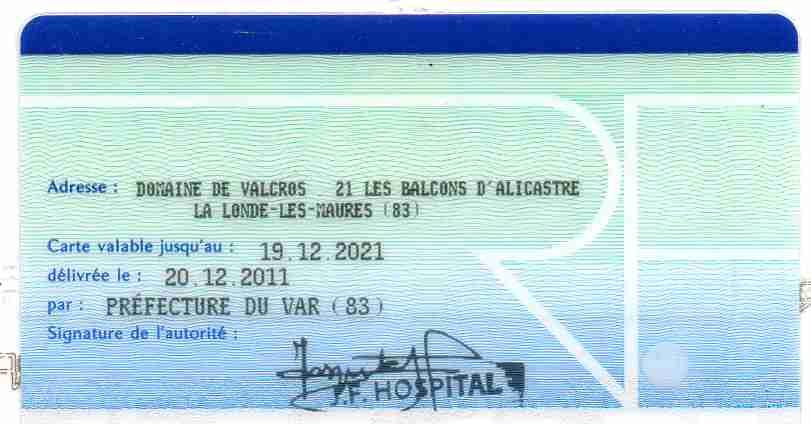 Adresse : DOMAINE DE VALCROS 21 LES BALCONS D'ALICASTRE
LA LONDE-LES-MAURES (83)
Carte valable jusqu'au : 19.12.2021
délivrée le : 20.12.2011
par : PRÉFECTURE DU VAR (83)
Signature de l'autorité :
J.F. HOSPITAL
RF